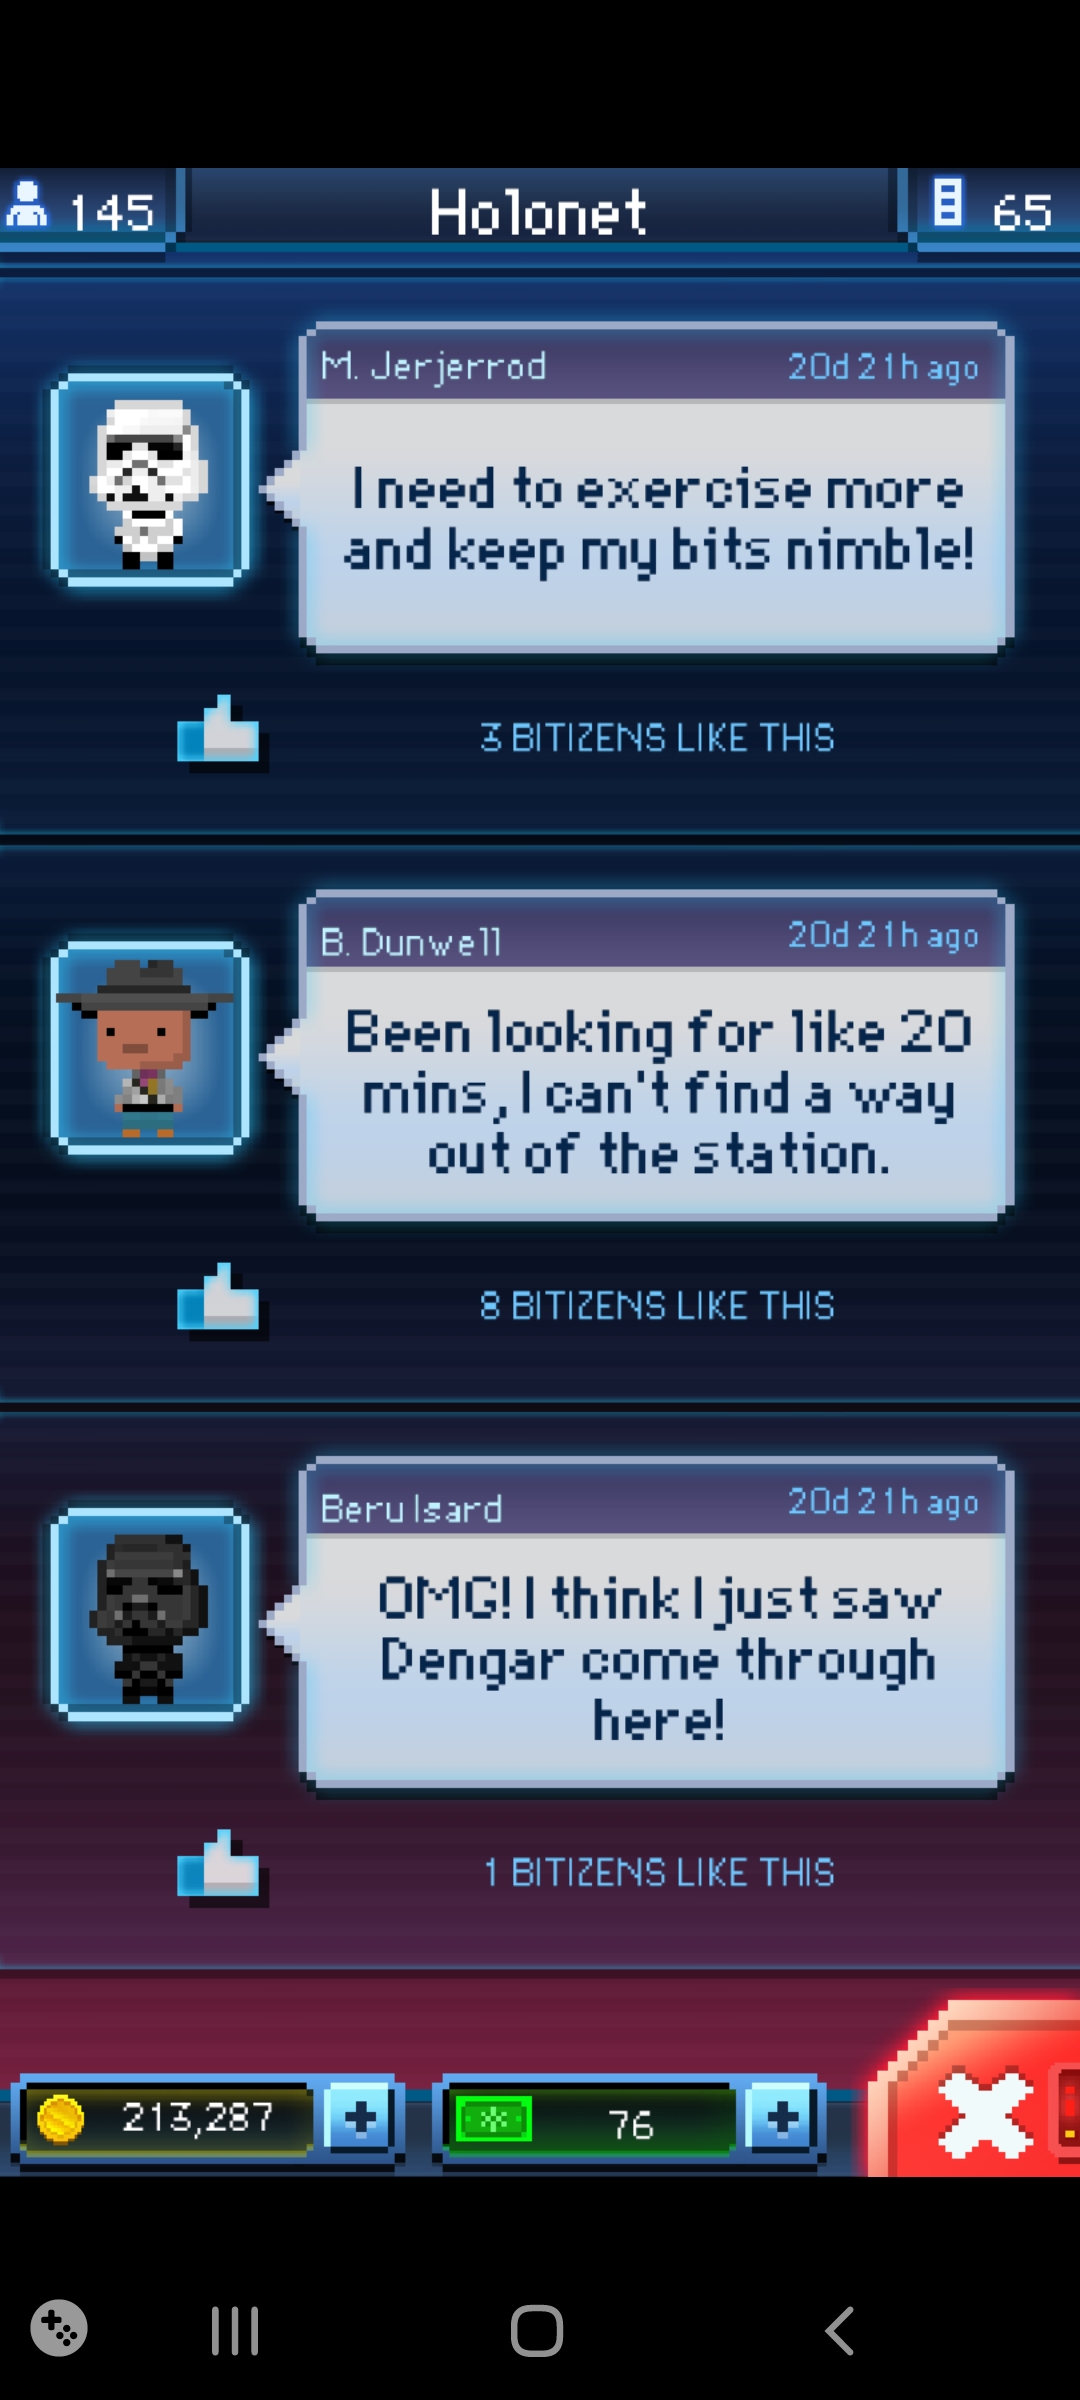 145
Holonet
65
M. Jerjerrod
20d 21h ago
I need to exercise more
and keep my bits nimble!
3 BITIZENS LIKE THIS
B. Dunwell
20d 21h ago
Been looking for like 20
mins, I can't find a way
out of the station.
8 BITIZENS LIKE THIS
Beru Isard
20d 21h ago
OMG! I think I just saw
Dengar come through
here!
1 BITIZENS LIKE THIS
213,287
76